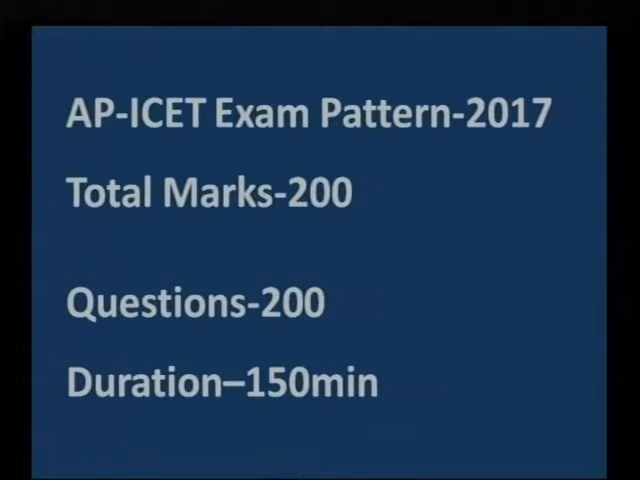 AP-ICET Exam Pattern-2017
Total Marks-200
Questions-200
Duration–150min